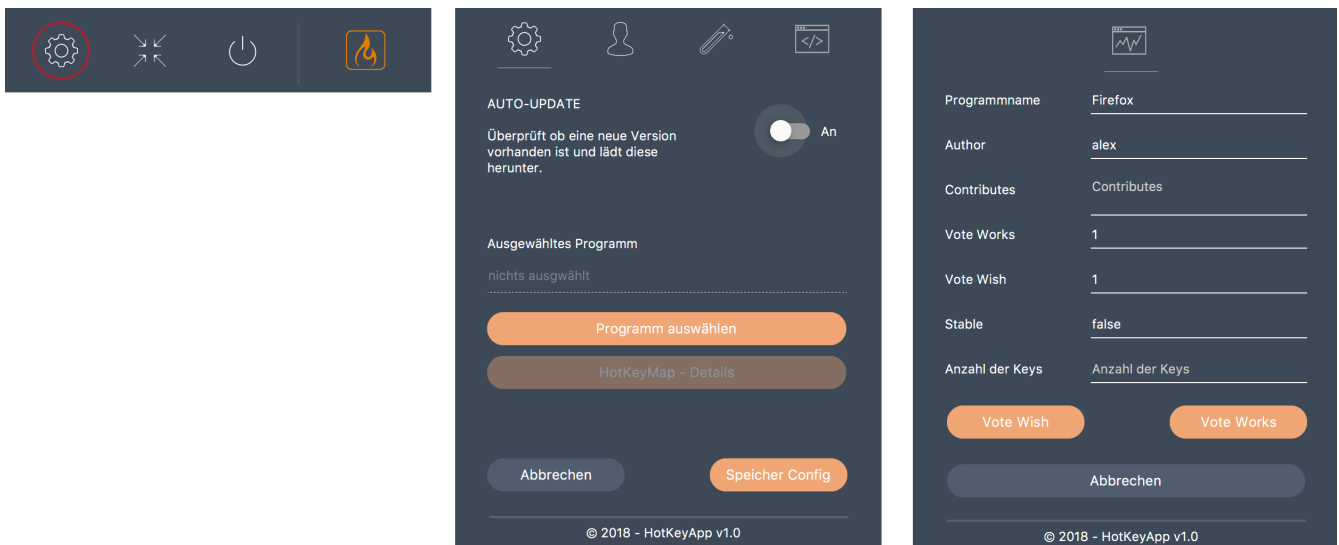 AUTO-UPDATE
Überprüft ob eine neue Version
vorhanden ist und lädt diese
herunter.
An
Ausgewähltes Programm
nichts ausgwählt
Programm auswählen
HotKeyMap - Details
Abbrechen
Speicher Config
© 2018 - HotKeyApp v1.0
Programmname Firefox
Author alex
Contributes Contributes
Vote Works 1
Vote Wish 1
Stable false
Anzahl der Keys Anzahl der Keys
Vote Wish Vote Works
Abbrechen
© 2018 - HotKeyApp v1.0